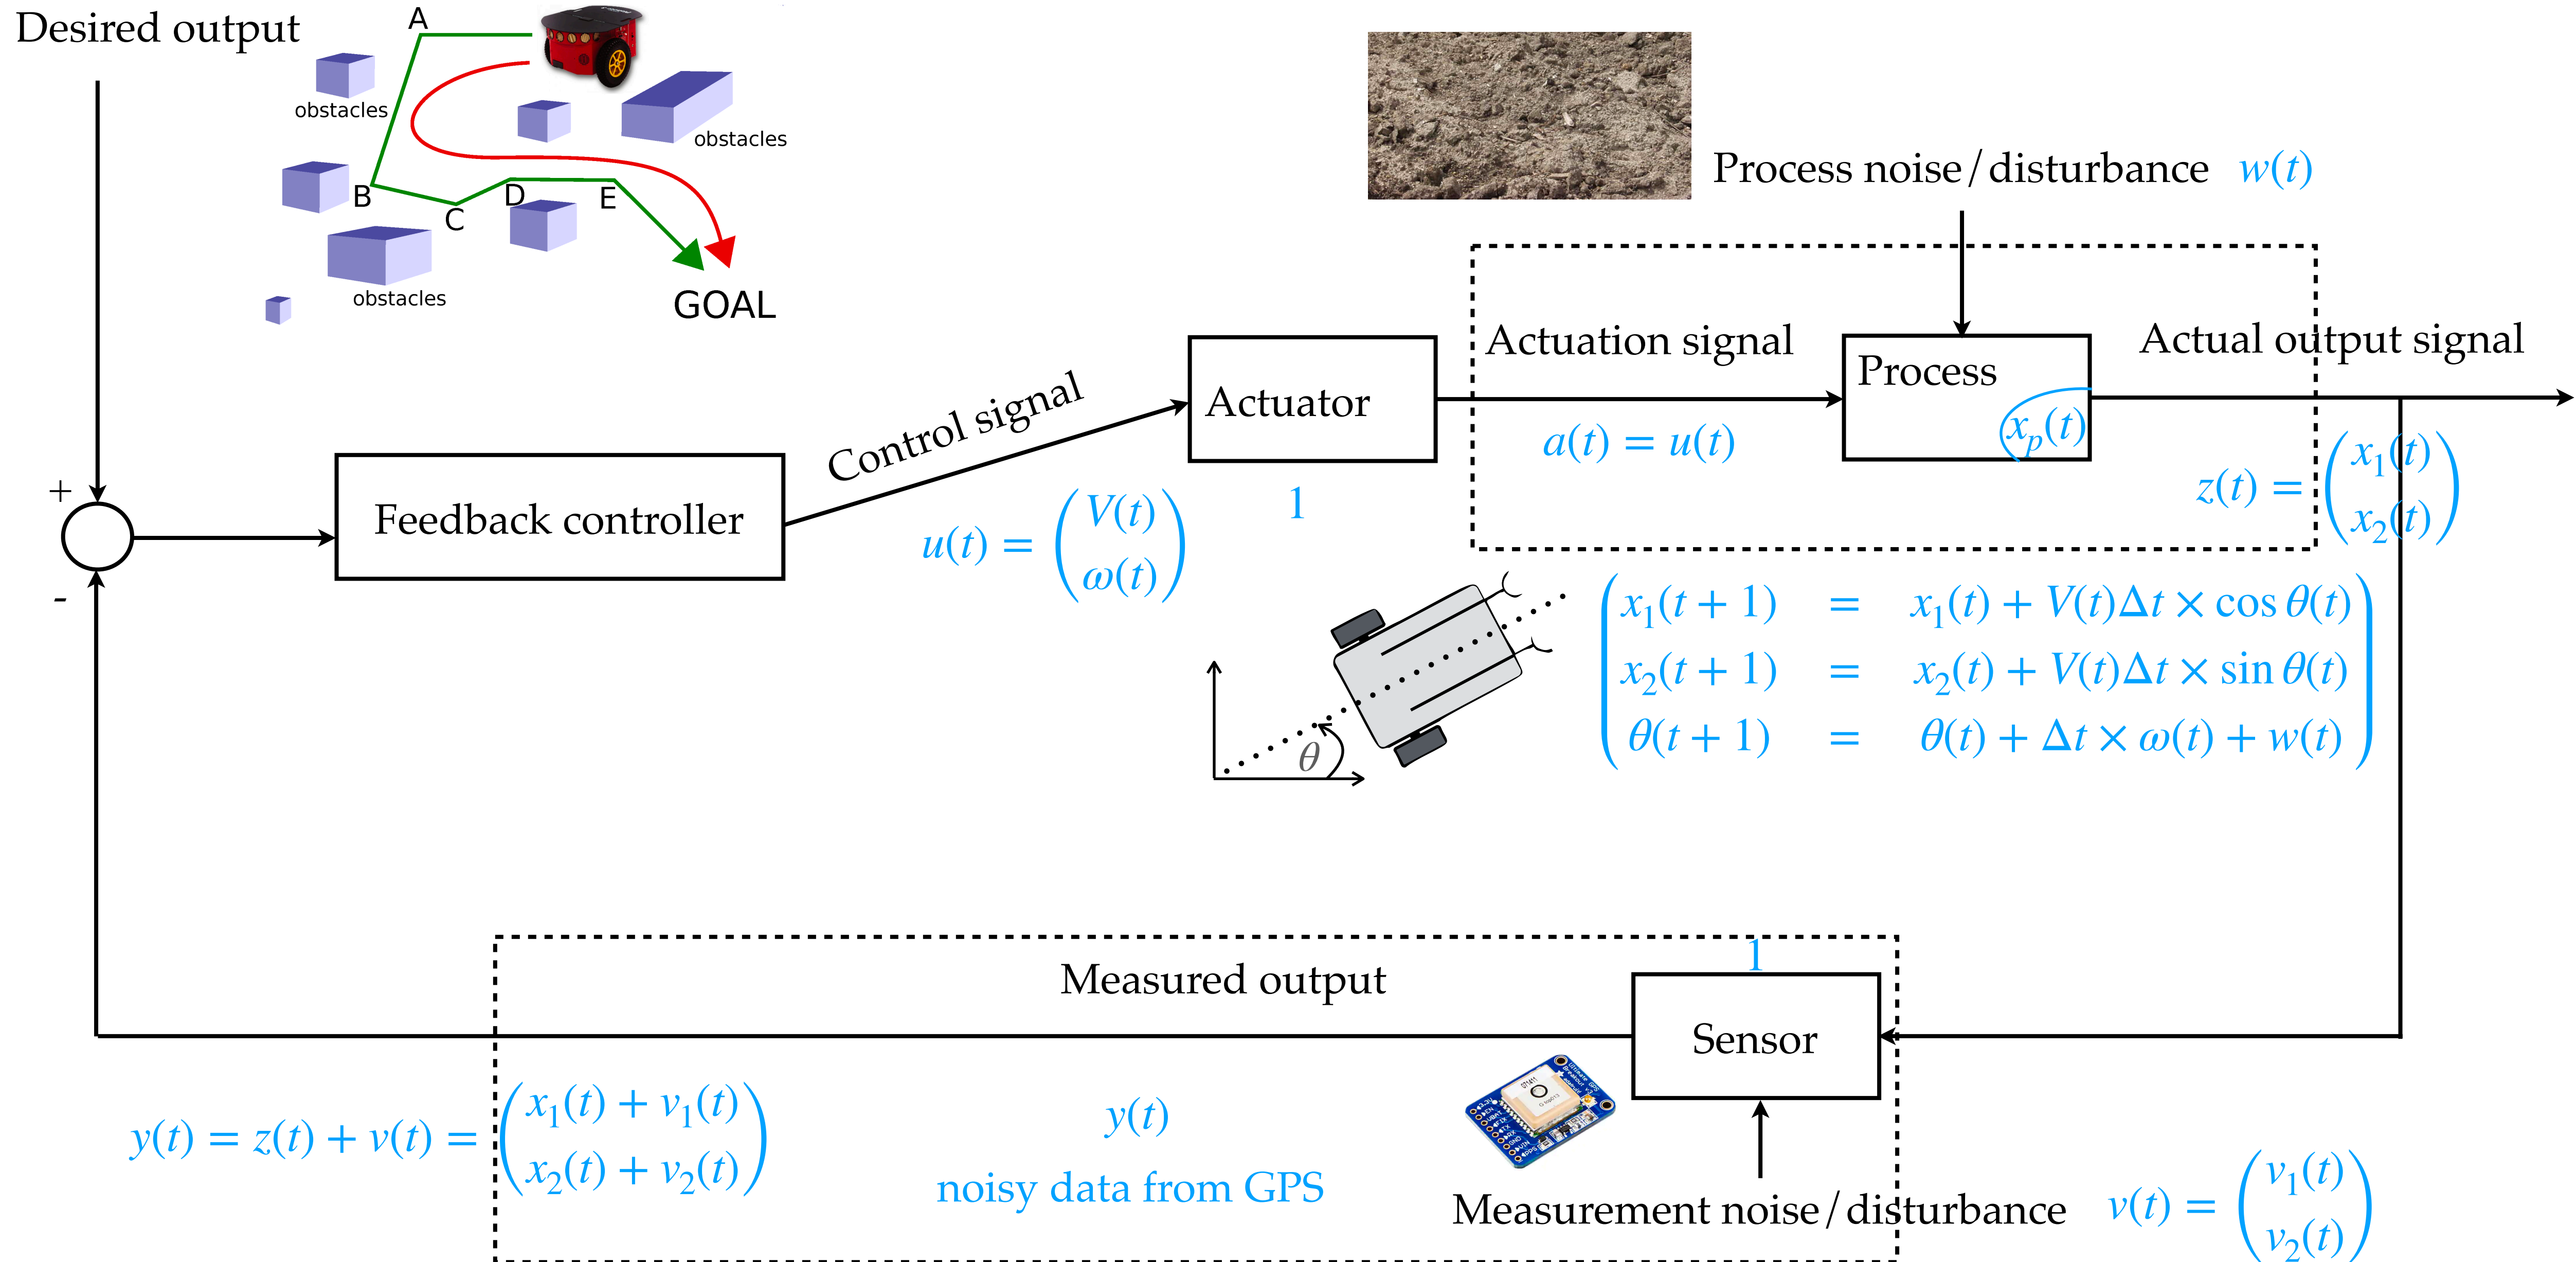 Desired output
A
obstacles
obstacles
B
C
D
E
obstacles
GOAL
Process noise/disturbance w(t)
Actuation signal
Process
x_p(t)
Actual output signal
Actuator
1
a(t) = u(t)
z(t) = (x_1(t)
x_2(t))
Control signal
+
-
Feedback controller
u(t) = (V(t)
ω(t))
θ
x_1(t + 1) = x_1(t) + V(t)Δt × cos θ(t)
x_2(t + 1) = x_2(t) + V(t)Δt × sin θ(t)
θ(t + 1) = θ(t) + Δt × ω(t) + w(t)
1
Measured output
Sensor
y(t) = z(t) + v(t) = (x_1(t) + v_1(t)
x_2(t) + v_2(t))
y(t)
noisy data from GPS
Measurement noise/disturbance
v(t) = (v_1(t)
v_2(t))